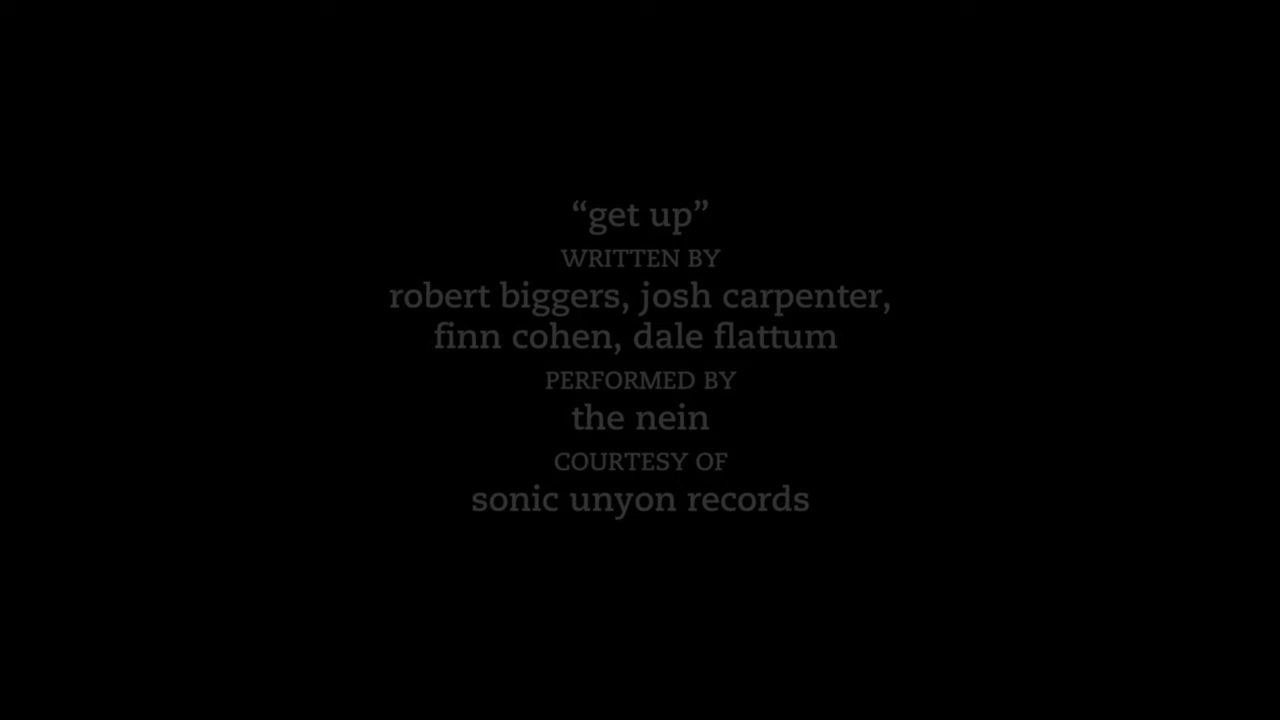 “get up”
WRITTEN BY
robert biggers, josh carpenter,
finn cohen, dale flattum
PERFORMED BY
the nein
COURTESY OF
sonic unyon records